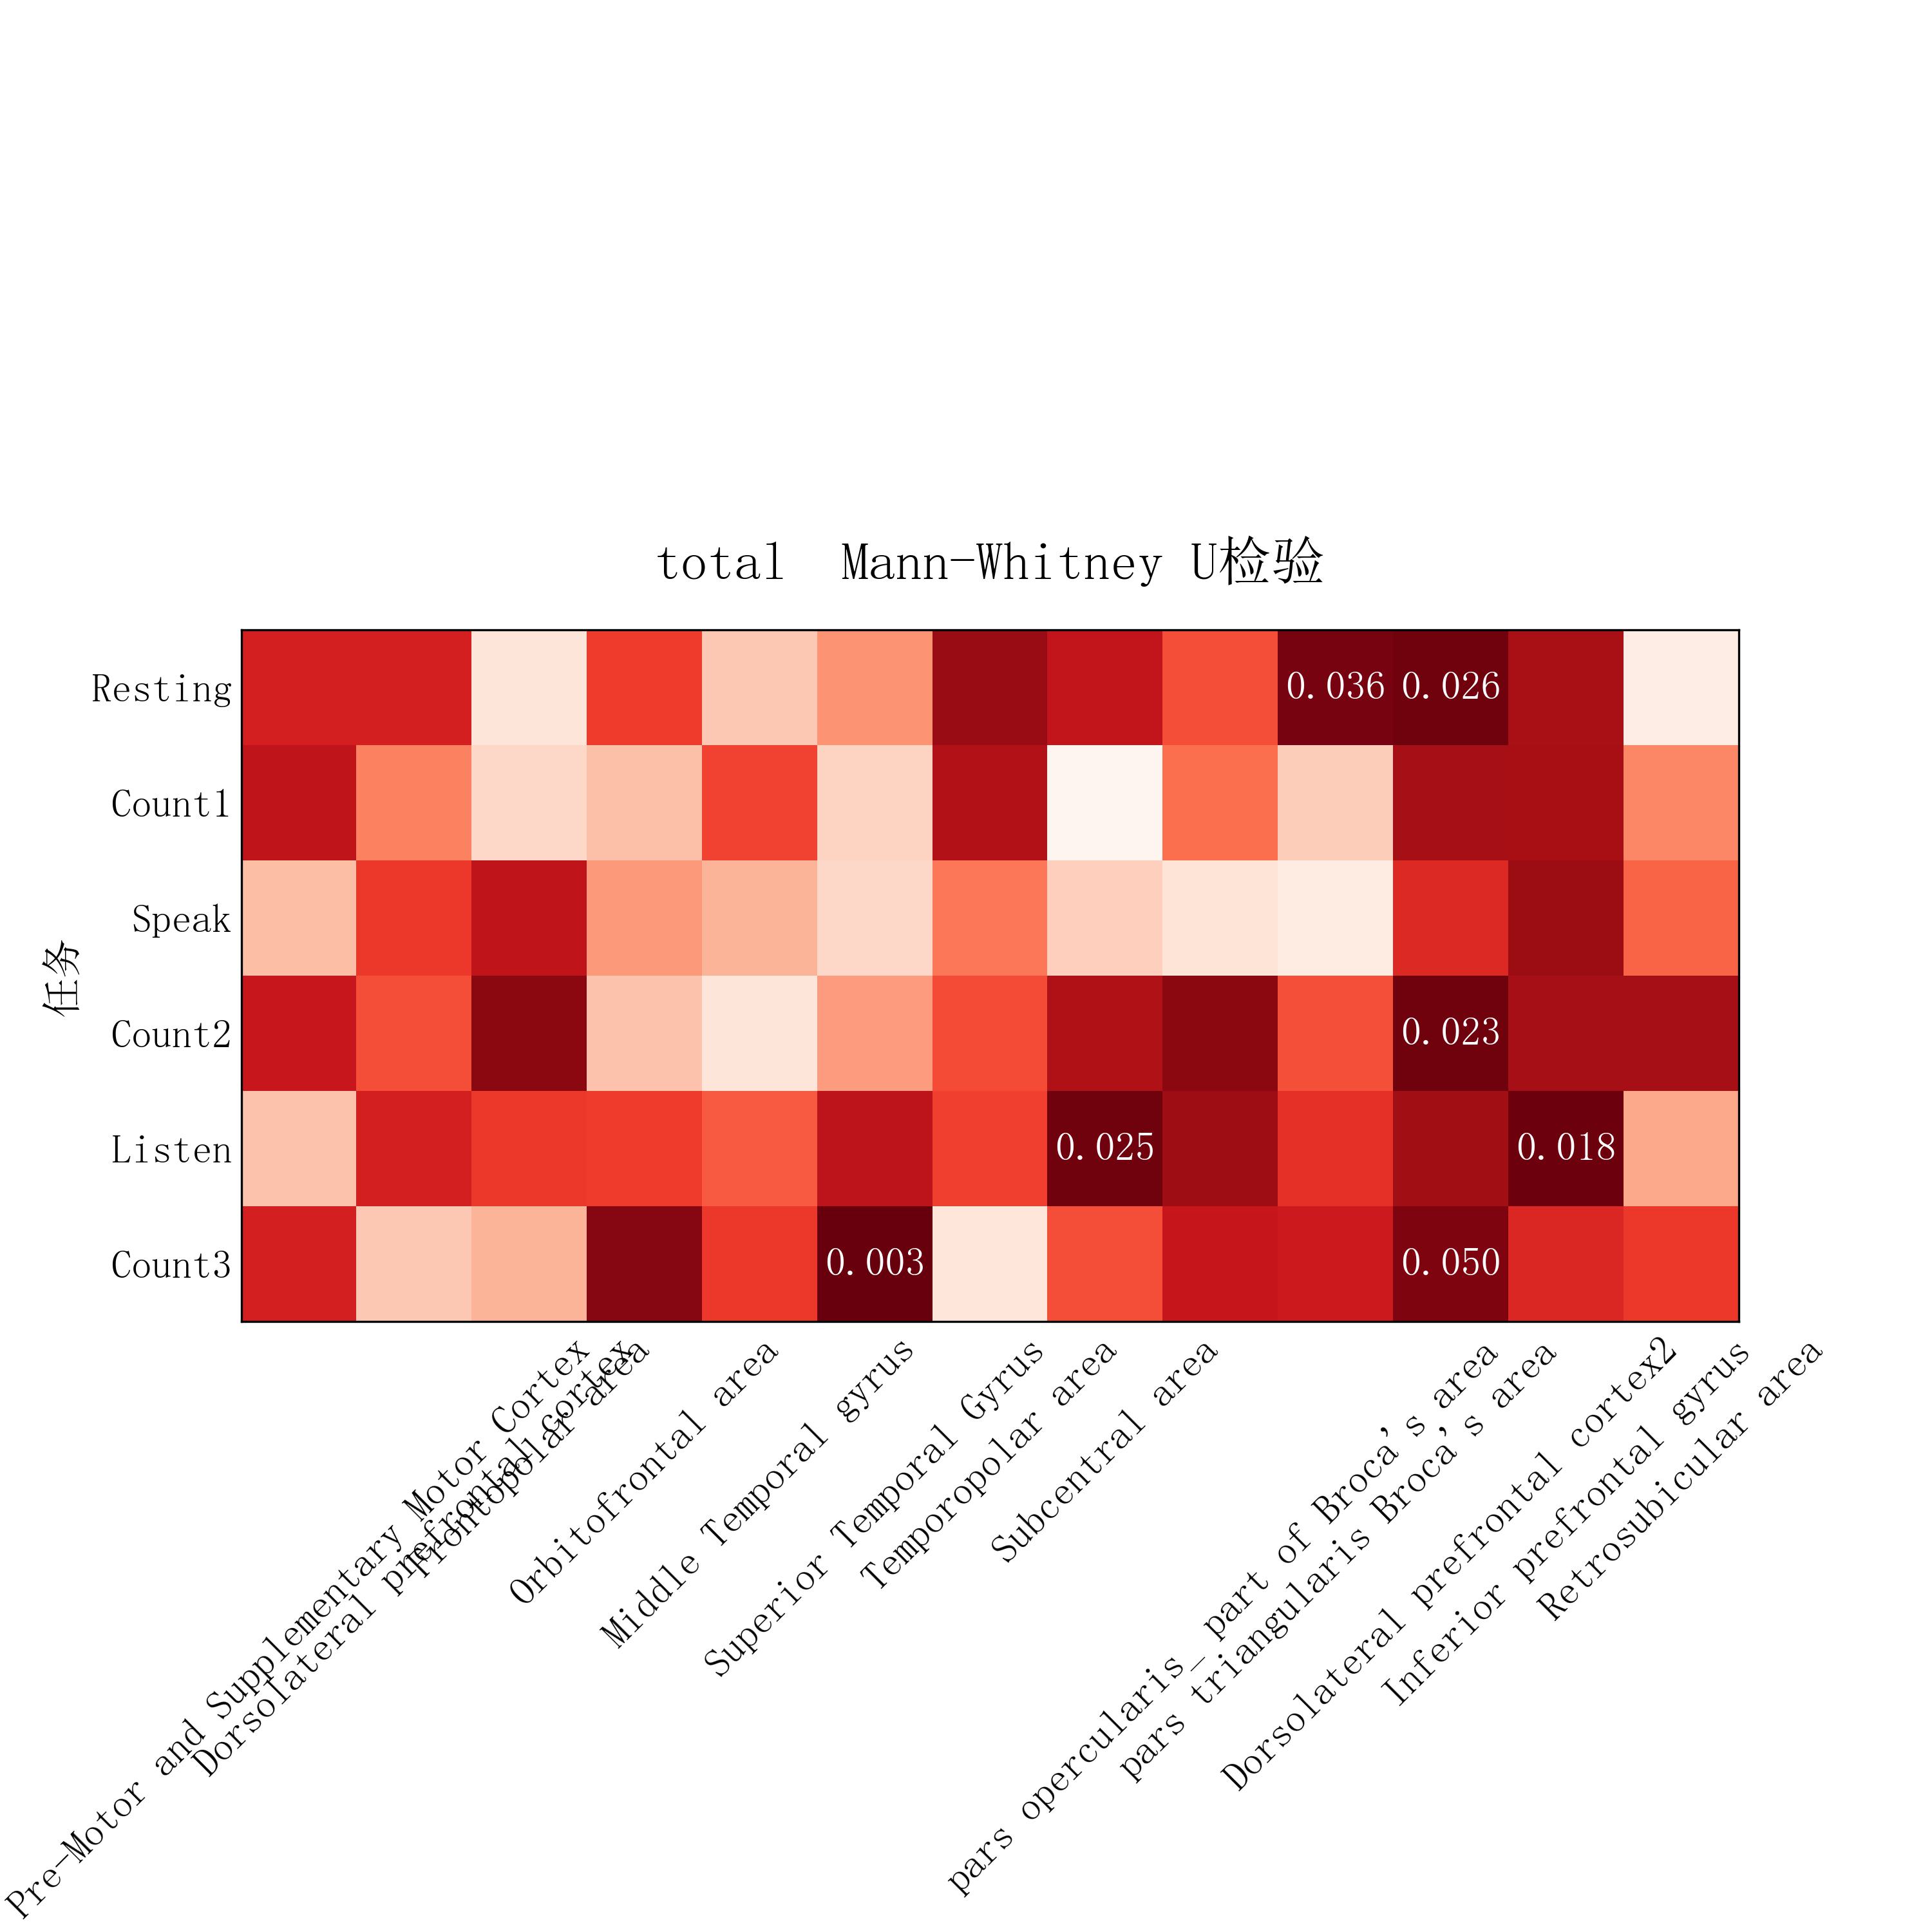 total  Mann-Whitney U检验
任务
Resting
0.036 0.026
Count1
Speak
Count2
0.023
Listen
0.025 0.018
Count3
0.003 0.050
Pre-Motor and Supplementary Motor Cortex
Dorsolateral prefrontal cortex
Frontopolar area
Orbitofrontal area
Middle Temporal gyrus
Superior Temporal Gyrus
Temporopolar area
Subcentral area
pars opercularis_ part of Broca's area
pars triangularis Broca's area
Dorsolateral prefrontal cortex2
Inferior prefrontal gyrus
Retrosubicular area